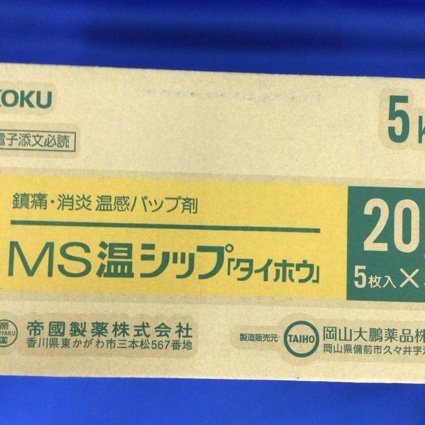 KOKU
5
電子添文必読
鎮痛・消炎 温感パップ剤
MS温シップ「タイホウ」
20
5枚入×
帝國製薬株式会社
香川県東かがわ市三本松567番地
製造販売元
TAIHO
岡山大鵬薬品株
岡山県備前市久々井字